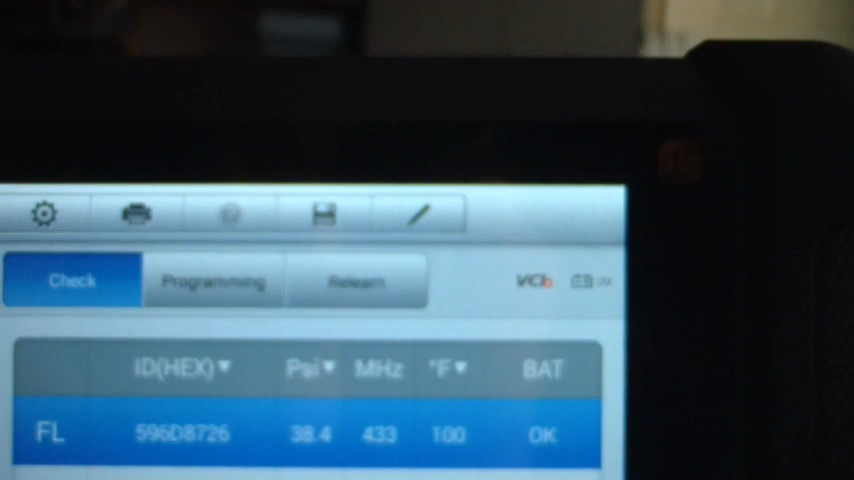 Check Programming Relearn VCI
ID(HEX)▼ Psi▼ MHz °F▼ BAT
FL 596D8726 38.4 433 100 OK